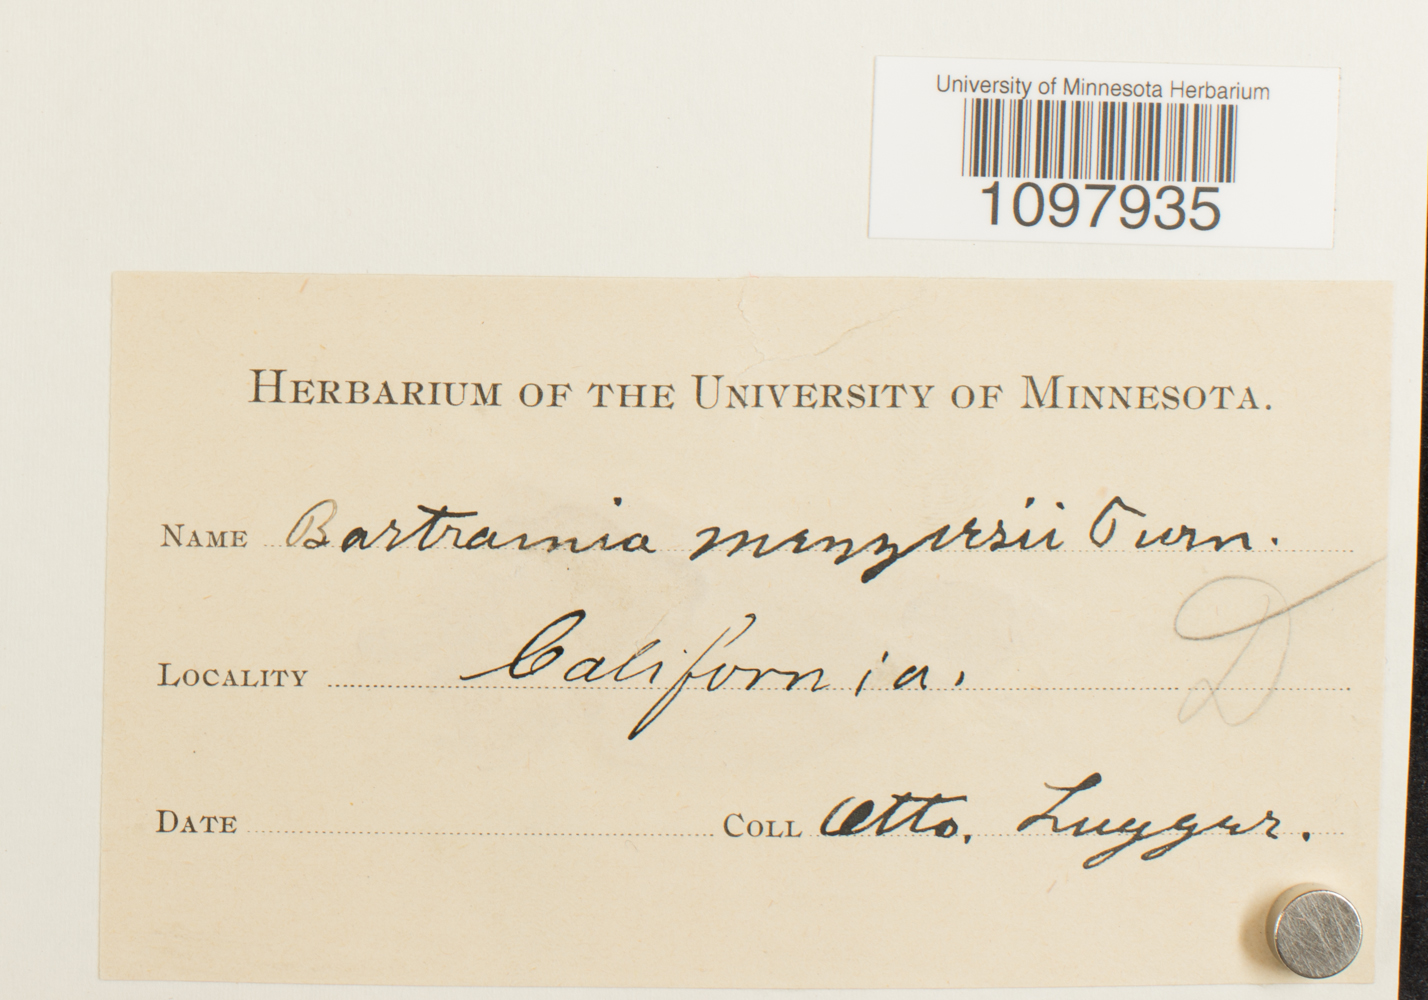 University of Minnesota Herbarium
1097935
HERBARIUM OF THE UNIVERSITY OF MINNESOTA.
NAME Bartramia menziesii Turn.
LOCALITY California.
D
DATE COLL Otto. Lugger.